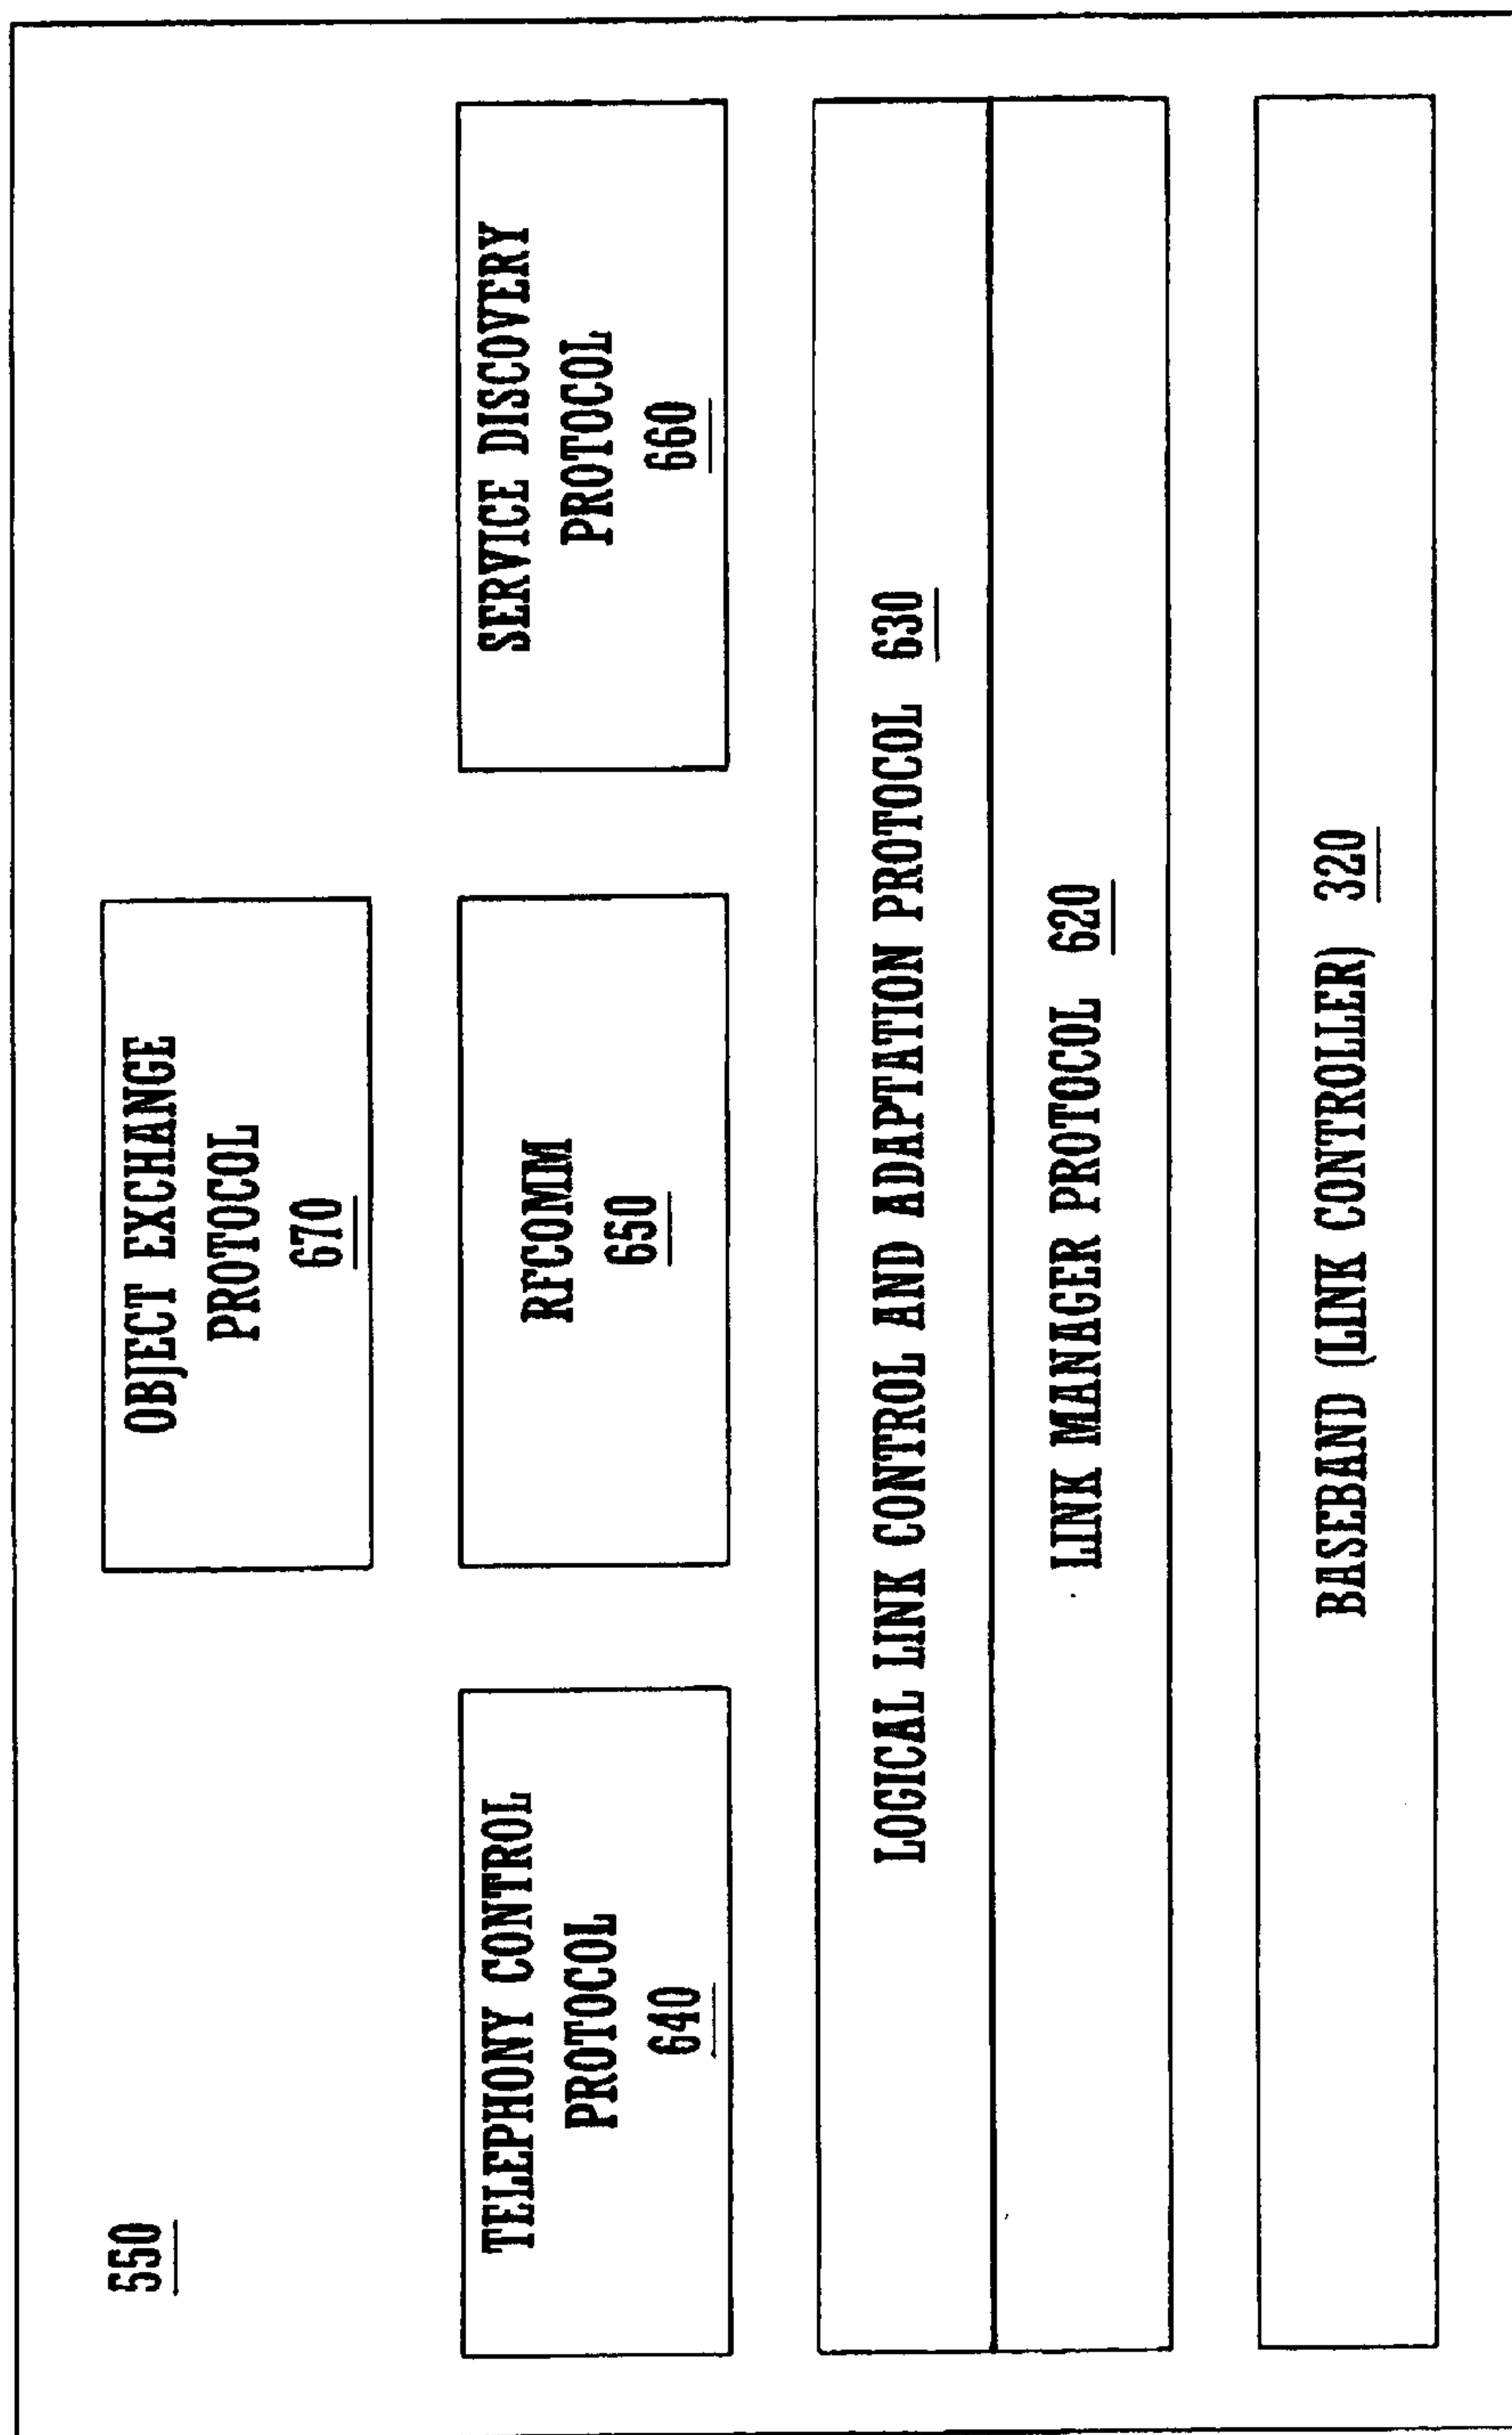 550
OBJECT EXCHANGE
PROTOCOL
670
TELEPHONY CONTROL
PROTOCOL
640
RFCOMM
650
SERVICE DISCOVERY
PROTOCOL
660
LOGICAL LINK CONTROL AND ADAPTATION PROTOCOL 630
LINK MANAGER PROTOCOL 620
BASEBAND (LINK CONTROLLER) 320